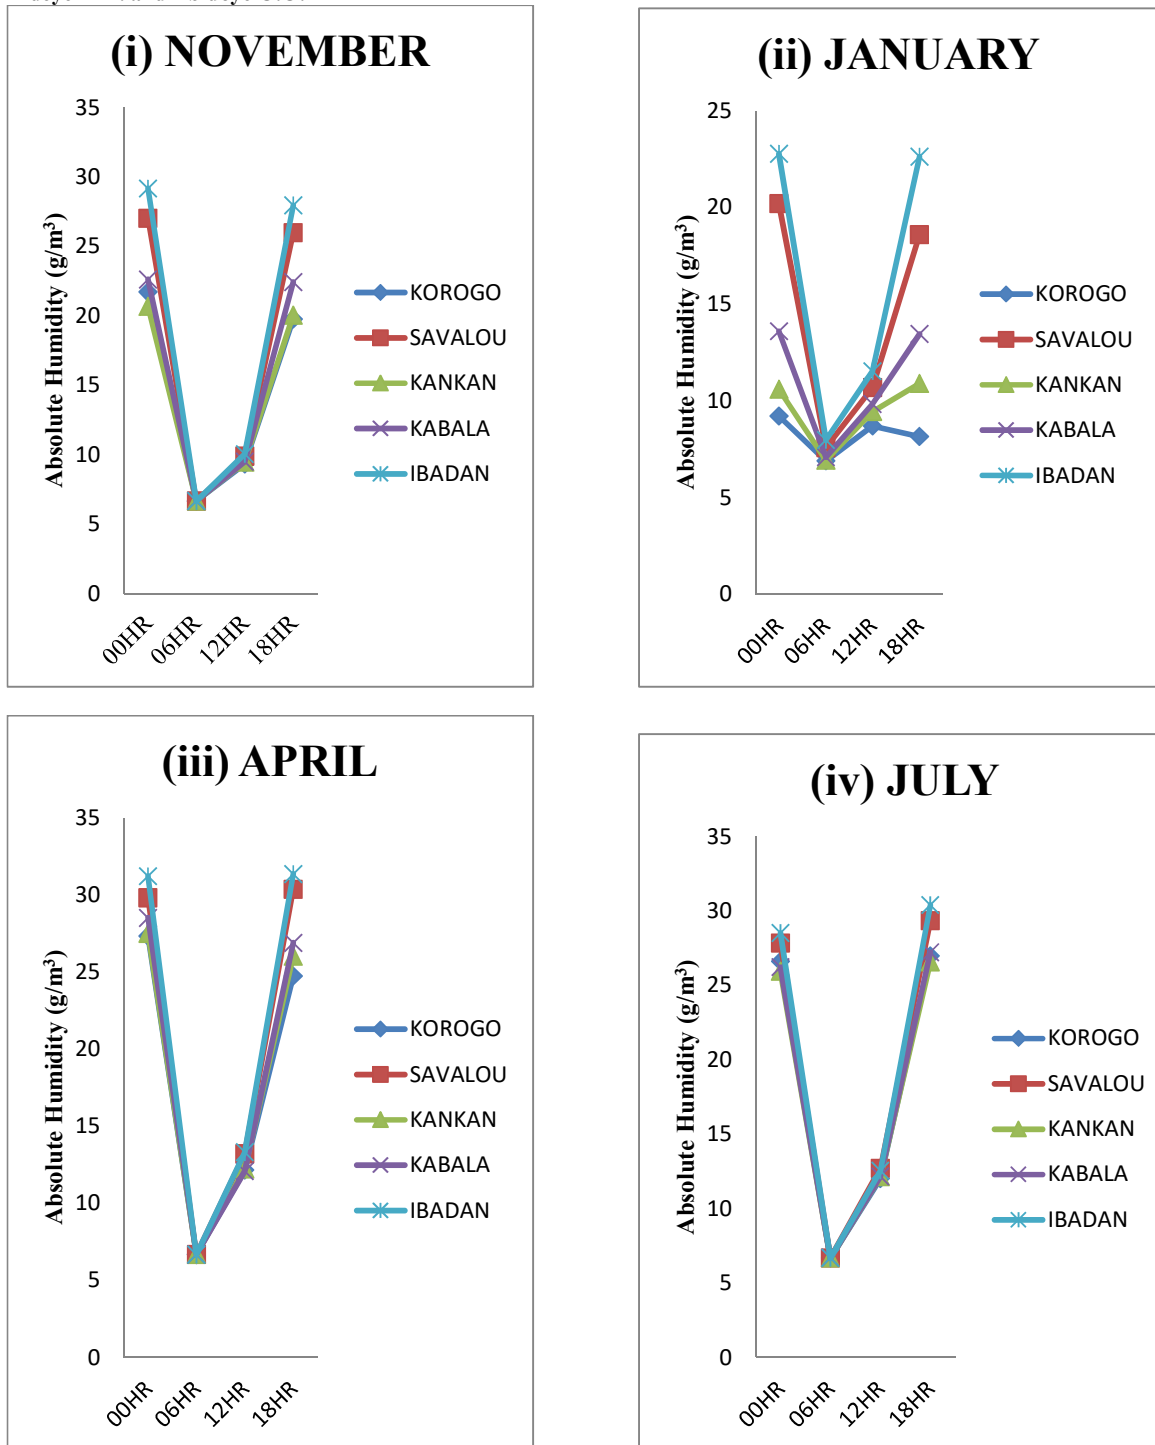 (i) NOVEMBER
35
30
25
20
15
10
5
0
Absolute Humidity (g/m³)
00HR
06HR
12HR
18HR
KOROGO
SAVALOU
KANKAN
KABALA
IBADAN
(ii) JANUARY
25
20
15
10
5
0
Absolute Humidity (g/m³)
00HR
06HR
12HR
18HR
KOROGO
SAVALOU
KANKAN
KABALA
IBADAN
(iii) APRIL
35
30
25
20
15
10
5
0
Absolute Humidity (g/m³)
00HR
06HR
12HR
18HR
KOROGO
SAVALOU
KANKAN
KABALA
IBADAN
(iv) JULY
35
30
25
20
15
10
5
0
Absolute Humidity (g/m³)
00HR
06HR
12HR
18HR
KOROGO
SAVALOU
KANKAN
KABALA
IBADAN